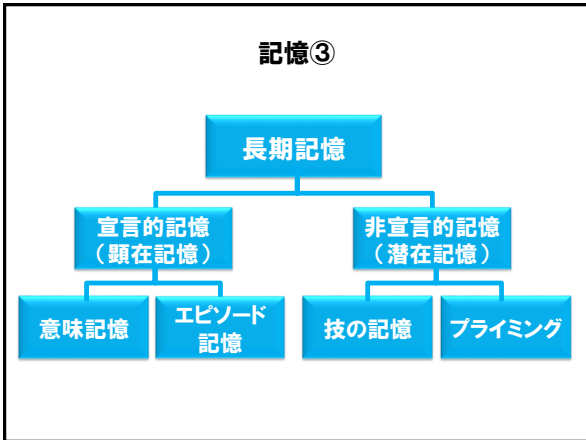 記憶③
長期記憶
宣言的記憶
（顕在記憶）
非宣言的記憶
（潜在記憶）
意味記憶
エピソード
記憶
技の記憶
プライミング